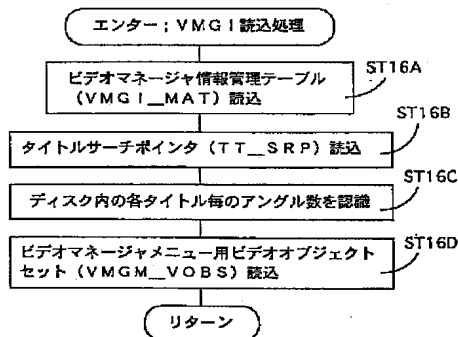 エンター；ＶＭＧＩ読込処理
ST16A
ビデオマネージャ情報管理テーブル
（ＶＭＧＩ＿ＭＡＴ）読込
ST16B
タイトルサーチポインタ（ＴＴ＿ＳＲＰ）読込
ST16C
ディスク内の各タイトル毎のアングル数を認識
ST16D
ビデオマネージャメニュー用ビデオオブジェクト
セット（ＶＭＧＭ＿ＶＯＢＳ）読込
リターン